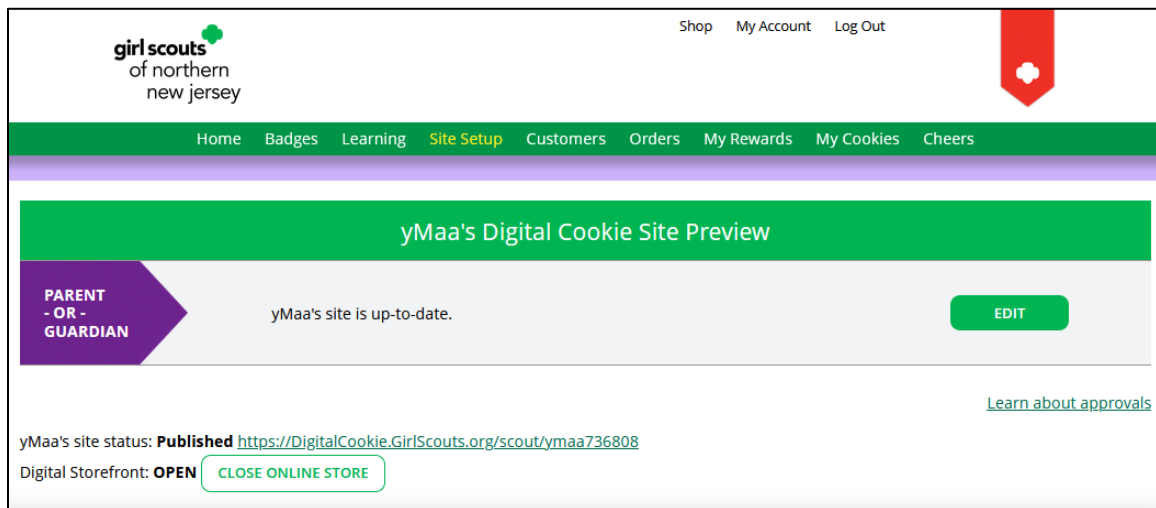 Shop My Account Log Out
girl scouts
of northern
new jersey
Home Badges Learning Site Setup Customers Orders My Rewards My Cookies Cheers
yMaa's Digital Cookie Site Preview
PARENT
- OR -
GUARDIAN
yMaa's site is up-to-date.
EDIT
Learn about approvals
yMaa's site status: Published https://DigitalCookie.GirlScouts.org/scout/ymaa736808
Digital Storefront: OPEN CLOSE ONLINE STORE